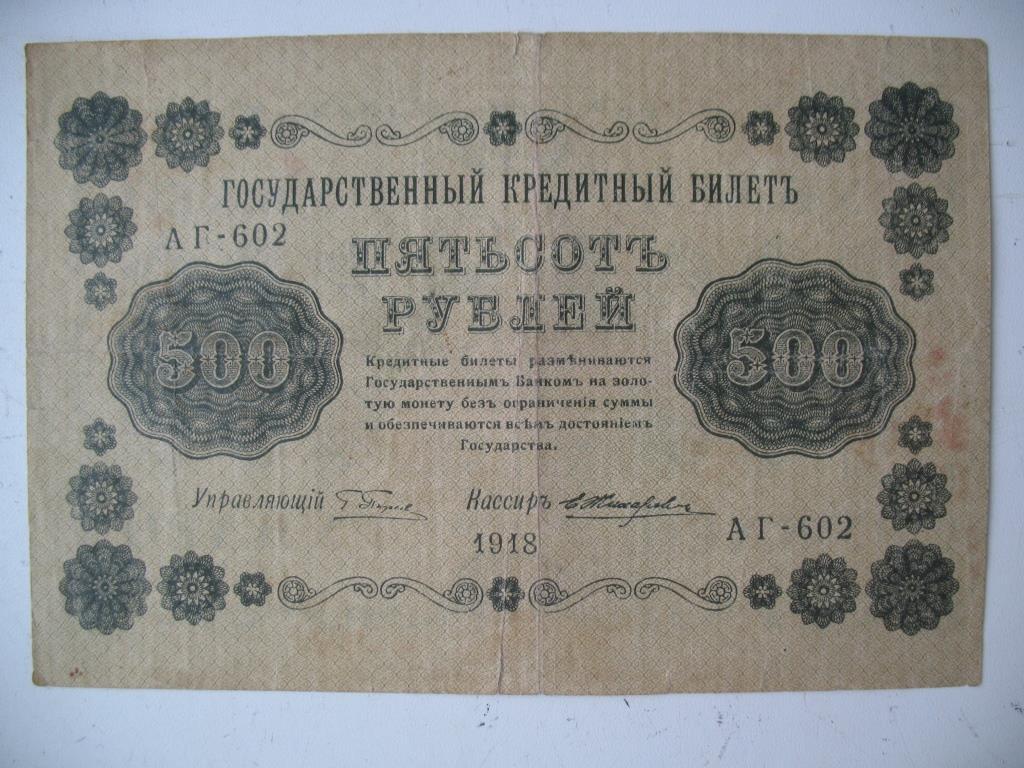 ГОСУДАРСТВЕННЫЙ КРЕДИТНЫЙ БИЛЕТЪ
АГ-602
ПЯТЬСОТЪ
РУБЛЕЙ
500
500
Кредитные билеты размѣниваются
Государственнымъ Банкомъ на золо-
тую монету безъ ограниченія суммы
и обезпечиваются всѣмъ достояніемъ
Государства.
Управляющій
Кассиръ
1918
АГ-602